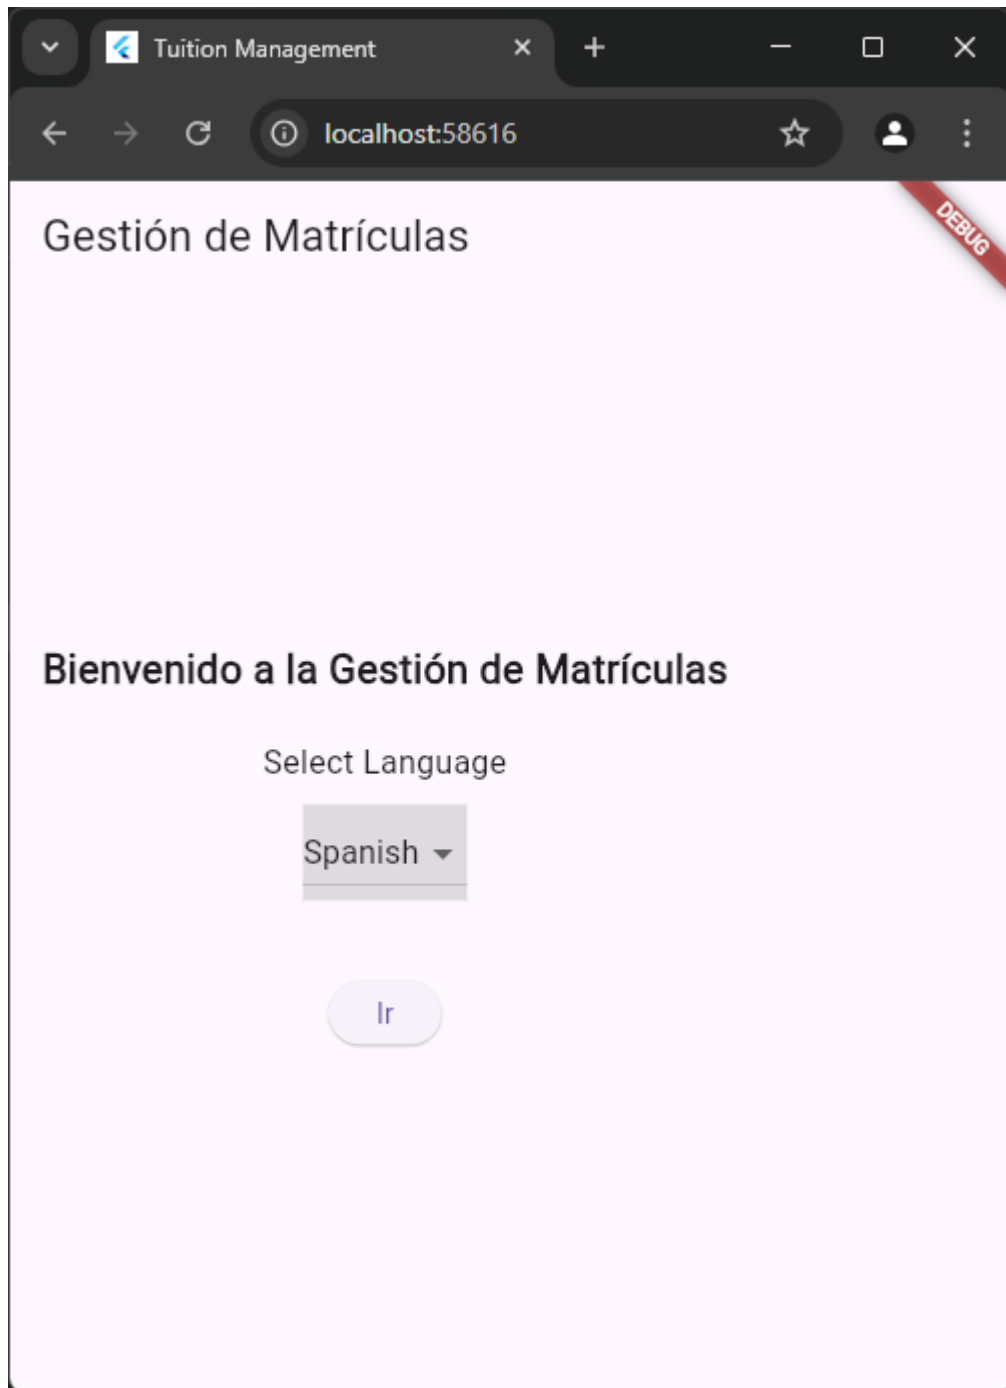 Tuition Management
localhost:58616
DEBUG
Gestión de Matrículas
Bienvenido a la Gestión de Matrículas
Select Language
Spanish
Ir